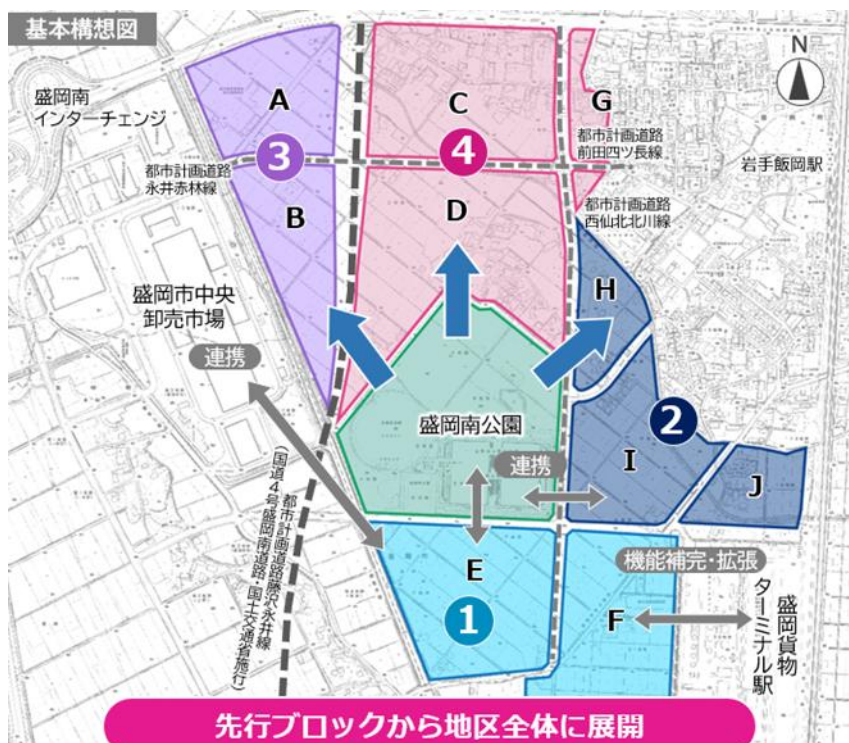 基本構想図
盛岡南
インターチェンジ
A
C
G
N
3
4
都市計画道路
前田四ツ長線
岩手飯岡駅
都市計画道路
永井赤林線
B
D
都市計画道路
西仙北北川線
H
盛岡市中央
卸売市場
連携
盛岡南公園
2
連携
I
J
都市計画道路藤沢永井線
(国道4号盛岡南道路・国土交通省施行)
E
1
機能補完・拡張
F
盛岡貨物
ターミナル駅
先行ブロックから地区全体に展開